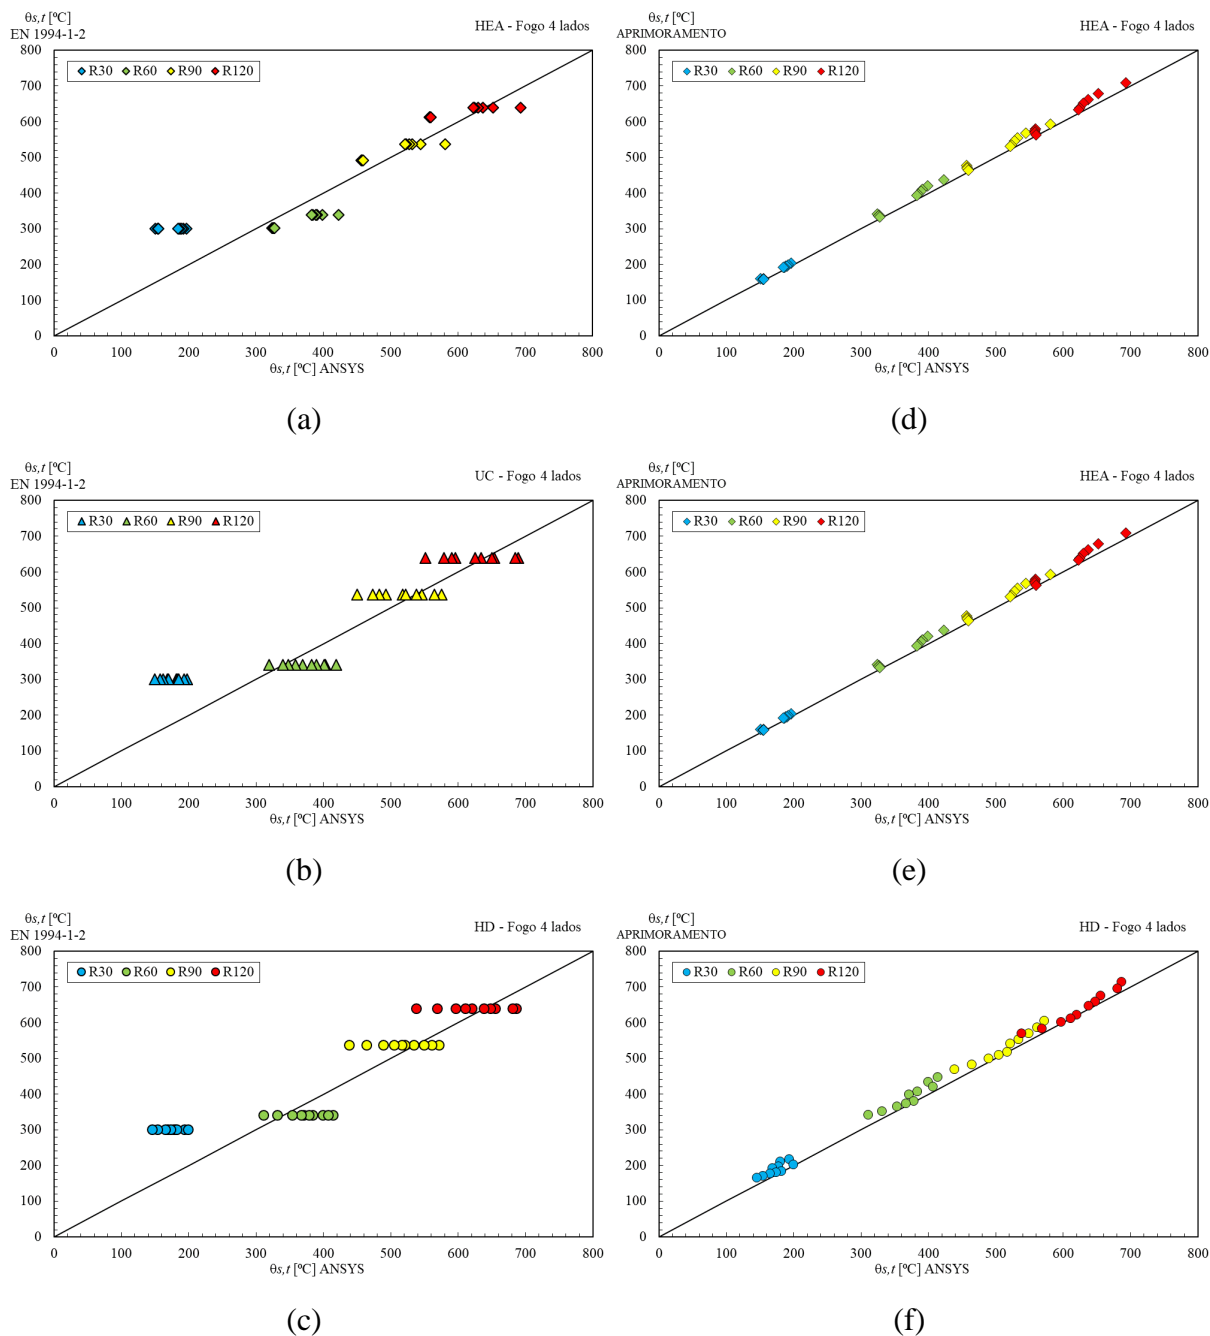 θs,t [ºC]
EN 1994-1-2
HEA - Fogo 4 lados
R30 R60 R90 R120
800
700
600
500
400
300
200
100
0
0 100 200 300 400 500 600 700 800
θs,t [ºC] ANSYS
(a)
θs,t [ºC]
APRIMORAMENTO
HEA - Fogo 4 lados
R30 R60 R90 R120
800
700
600
500
400
300
200
100
0
0 100 200 300 400 500 600 700 800
θs,t [ºC] ANSYS
(d)
θs,t [ºC]
EN 1994-1-2
UC - Fogo 4 lados
R30 R60 R90 R120
800
700
600
500
400
300
200
100
0
0 100 200 300 400 500 600 700 800
θs,t [ºC] ANSYS
(b)
θs,t [ºC]
APRIMORAMENTO
HEA - Fogo 4 lados
R30 R60 R90 R120
800
700
600
500
400
300
200
100
0
0 100 200 300 400 500 600 700 800
θs,t [ºC] ANSYS
(e)
θs,t [ºC]
EN 1994-1-2
HD - Fogo 4 lados
R30 R60 R90 R120
800
700
600
500
400
300
200
100
0
0 100 200 300 400 500 600 700 800
θs,t [ºC] ANSYS
(c)
θs,t [ºC]
APRIMORAMENTO
HD - Fogo 4 lados
R30 R60 R90 R120
800
700
600
500
400
300
200
100
0
0 100 200 300 400 500 600 700 800
θs,t [ºC] ANSYS
(f)